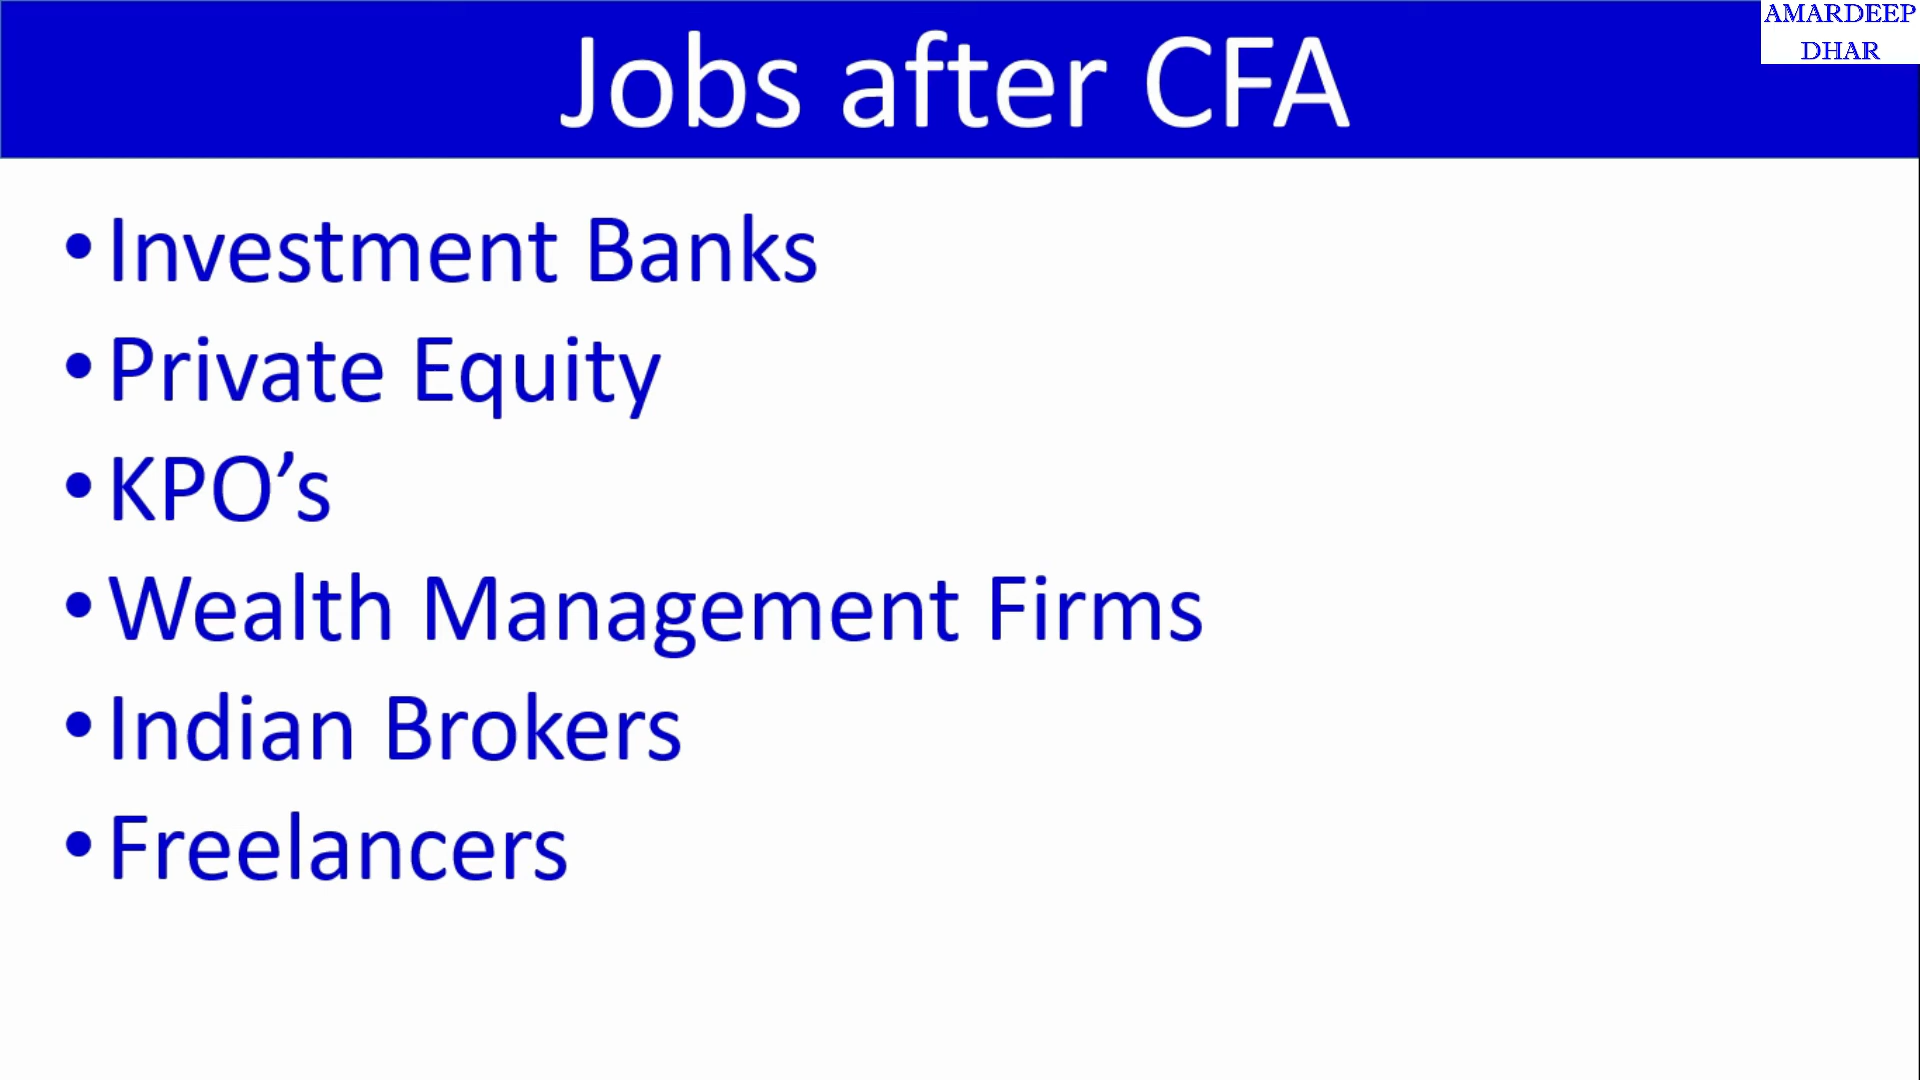 Jobs after CFA
AMARDEEP
DHAR
•Investment Banks
•Private Equity
•KPO’s
•Wealth Management Firms
•Indian Brokers
•Freelancers